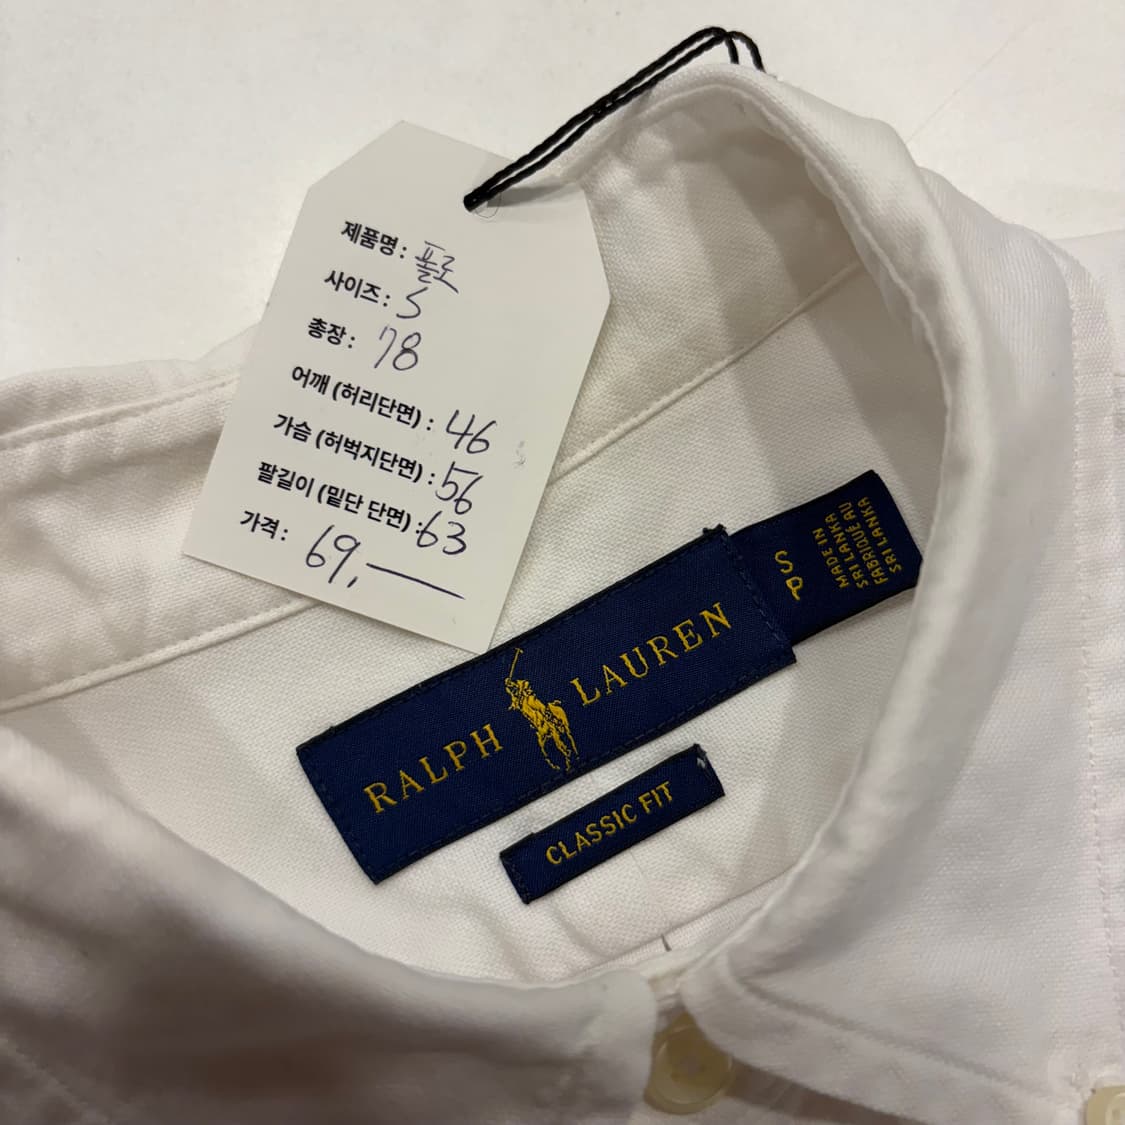 제품명 : 폴로
사이즈 : S
총장 : 78
어깨 (허리단면) : 46
가슴 (허벅지단면) : 56
팔길이 (밑단 단면) : 63
가격 : 69,—
RALPH LAUREN
CLASSIC FIT
S
P
MADE IN
SRI LANKA
FABRIQUÉ AU
SRI LANKA